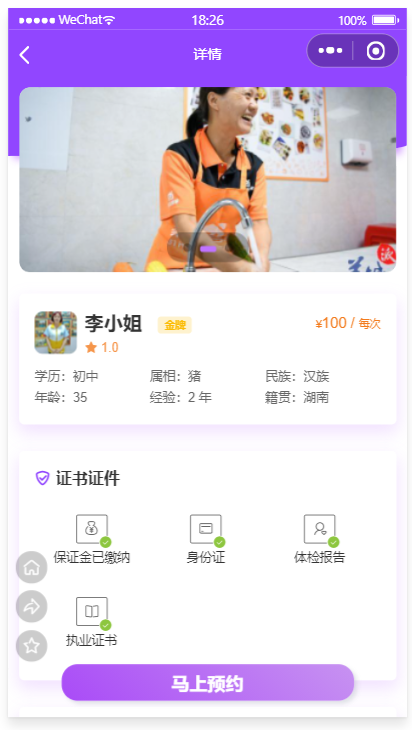 WeChat 18:26 100%
详情
诚
李小姐 金牌 ¥100 / 每次
1.0
学历：初中 属相：猪 民族：汉族
年龄：35 经验：2 年 籍贯：湖南
证书证件
保证金已缴纳 身份证 体检报告
执业证书
马上预约